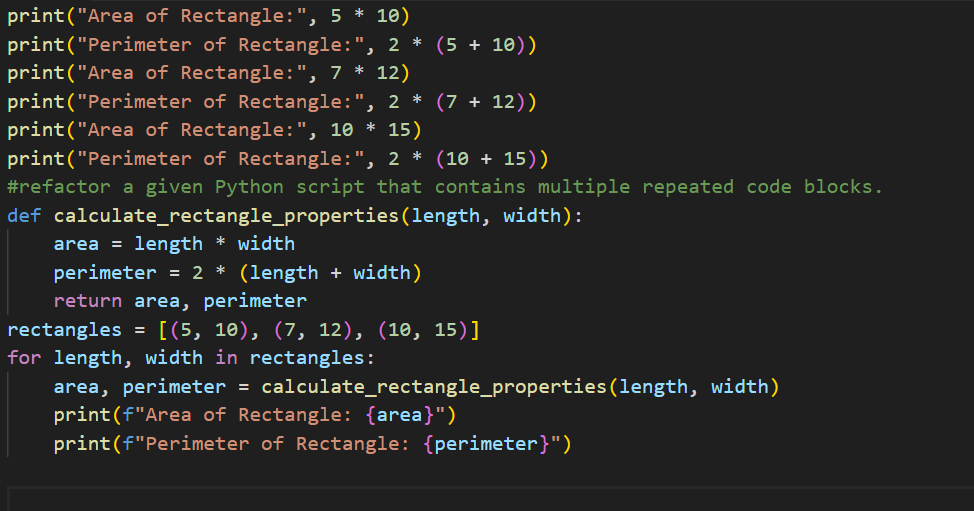 print("Area of Rectangle:", 5 * 10)
print("Perimeter of Rectangle:", 2 * (5 + 10))
print("Area of Rectangle:", 7 * 12)
print("Perimeter of Rectangle:", 2 * (7 + 12))
print("Area of Rectangle:", 10 * 15)
print("Perimeter of Rectangle:", 2 * (10 + 15))
#refactor a given Python script that contains multiple repeated code blocks.
def calculate_rectangle_properties(length, width):
    area = length * width
    perimeter = 2 * (length + width)
    return area, perimeter
rectangles = [(5, 10), (7, 12), (10, 15)]
for length, width in rectangles:
    area, perimeter = calculate_rectangle_properties(length, width)
    print(f"Area of Rectangle: {area}")
    print(f"Perimeter of Rectangle: {perimeter}")